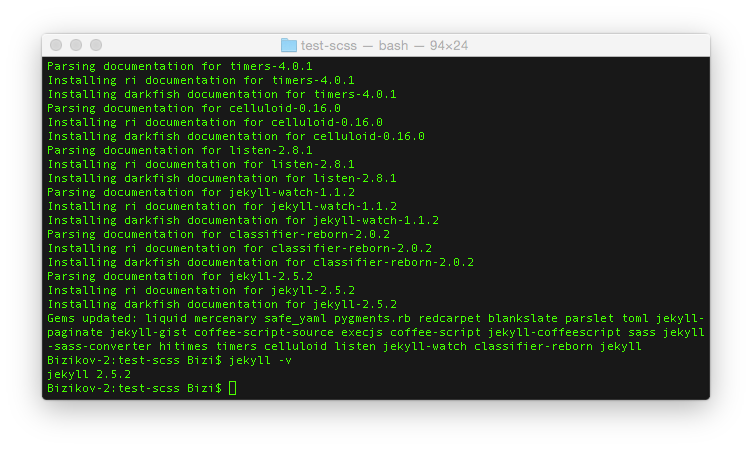 test-scss — bash — 94×24
Parsing documentation for timers-4.0.1
Installing ri documentation for timers-4.0.1
Installing darkfish documentation for timers-4.0.1
Parsing documentation for celluloid-0.16.0
Installing ri documentation for celluloid-0.16.0
Installing darkfish documentation for celluloid-0.16.0
Parsing documentation for listen-2.8.1
Installing ri documentation for listen-2.8.1
Installing darkfish documentation for listen-2.8.1
Parsing documentation for jekyll-watch-1.1.2
Installing ri documentation for jekyll-watch-1.1.2
Installing darkfish documentation for jekyll-watch-1.1.2
Parsing documentation for classifier-reborn-2.0.2
Installing ri documentation for classifier-reborn-2.0.2
Installing darkfish documentation for classifier-reborn-2.0.2
Parsing documentation for jekyll-2.5.2
Installing ri documentation for jekyll-2.5.2
Installing darkfish documentation for jekyll-2.5.2
Gems updated: liquid mercenary safe_yaml pygments.rb redcarpet blankslate parslet toml jekyll-
paginate jekyll-gist coffee-script-source execjs coffee-script jekyll-coffeescript sass jekyll
-sass-converter hitimes timers celluloid listen jekyll-watch classifier-reborn jekyll
Bizikov-2:test-scss Bizi$ jekyll -v
jekyll 2.5.2
Bizikov-2:test-scss Bizi$